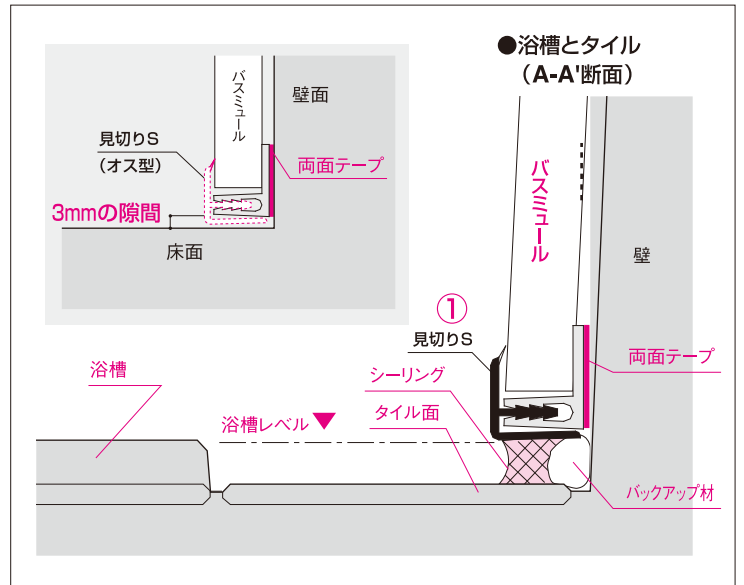 ●浴槽とタイル
（A-A'断面）
バスミュール
壁面
見切りS
（オス型）
両面テープ
3mmの隙間
床面
バスミュール
壁
①
見切りS
両面テープ
シーリング
浴槽
浴槽レベル▼
タイル面
バックアップ材